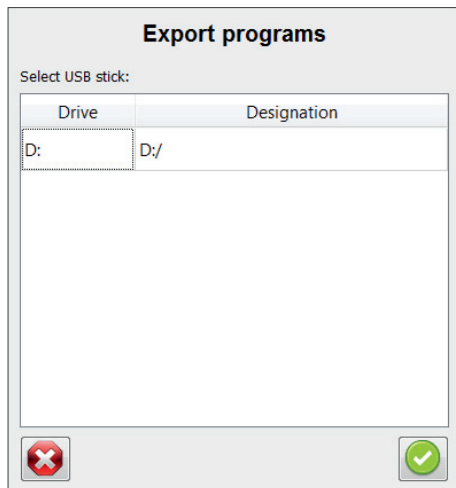 Export programs
Select USB stick:
Drive Designation
D: D:/